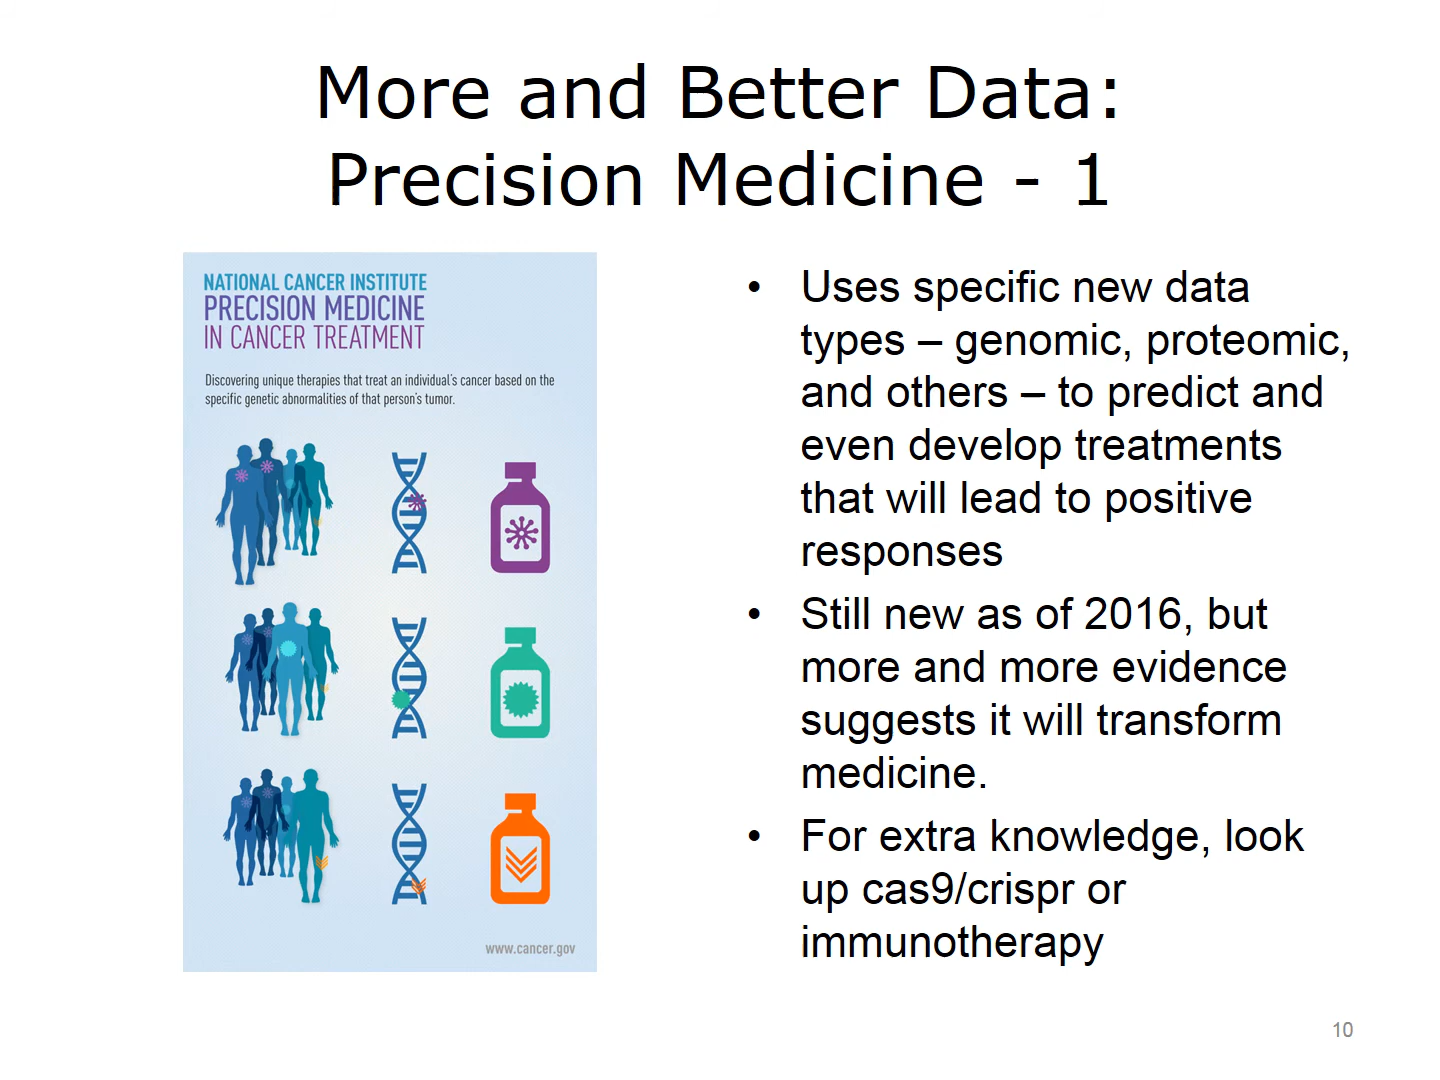 More and Better Data:
Precision Medicine - 1
NATIONAL CANCER INSTITUTE
PRECISION MEDICINE
IN CANCER TREATMENT
Discovering unique therapies that treat an individual's cancer based on the
specific genetic abnormalities of that person's tumor.
www.cancer.gov
• Uses specific new data
types – genomic, proteomic,
and others – to predict and
even develop treatments
that will lead to positive
responses
• Still new as of 2016, but
more and more evidence
suggests it will transform
medicine.
• For extra knowledge, look
up cas9/crispr or
immunotherapy
10